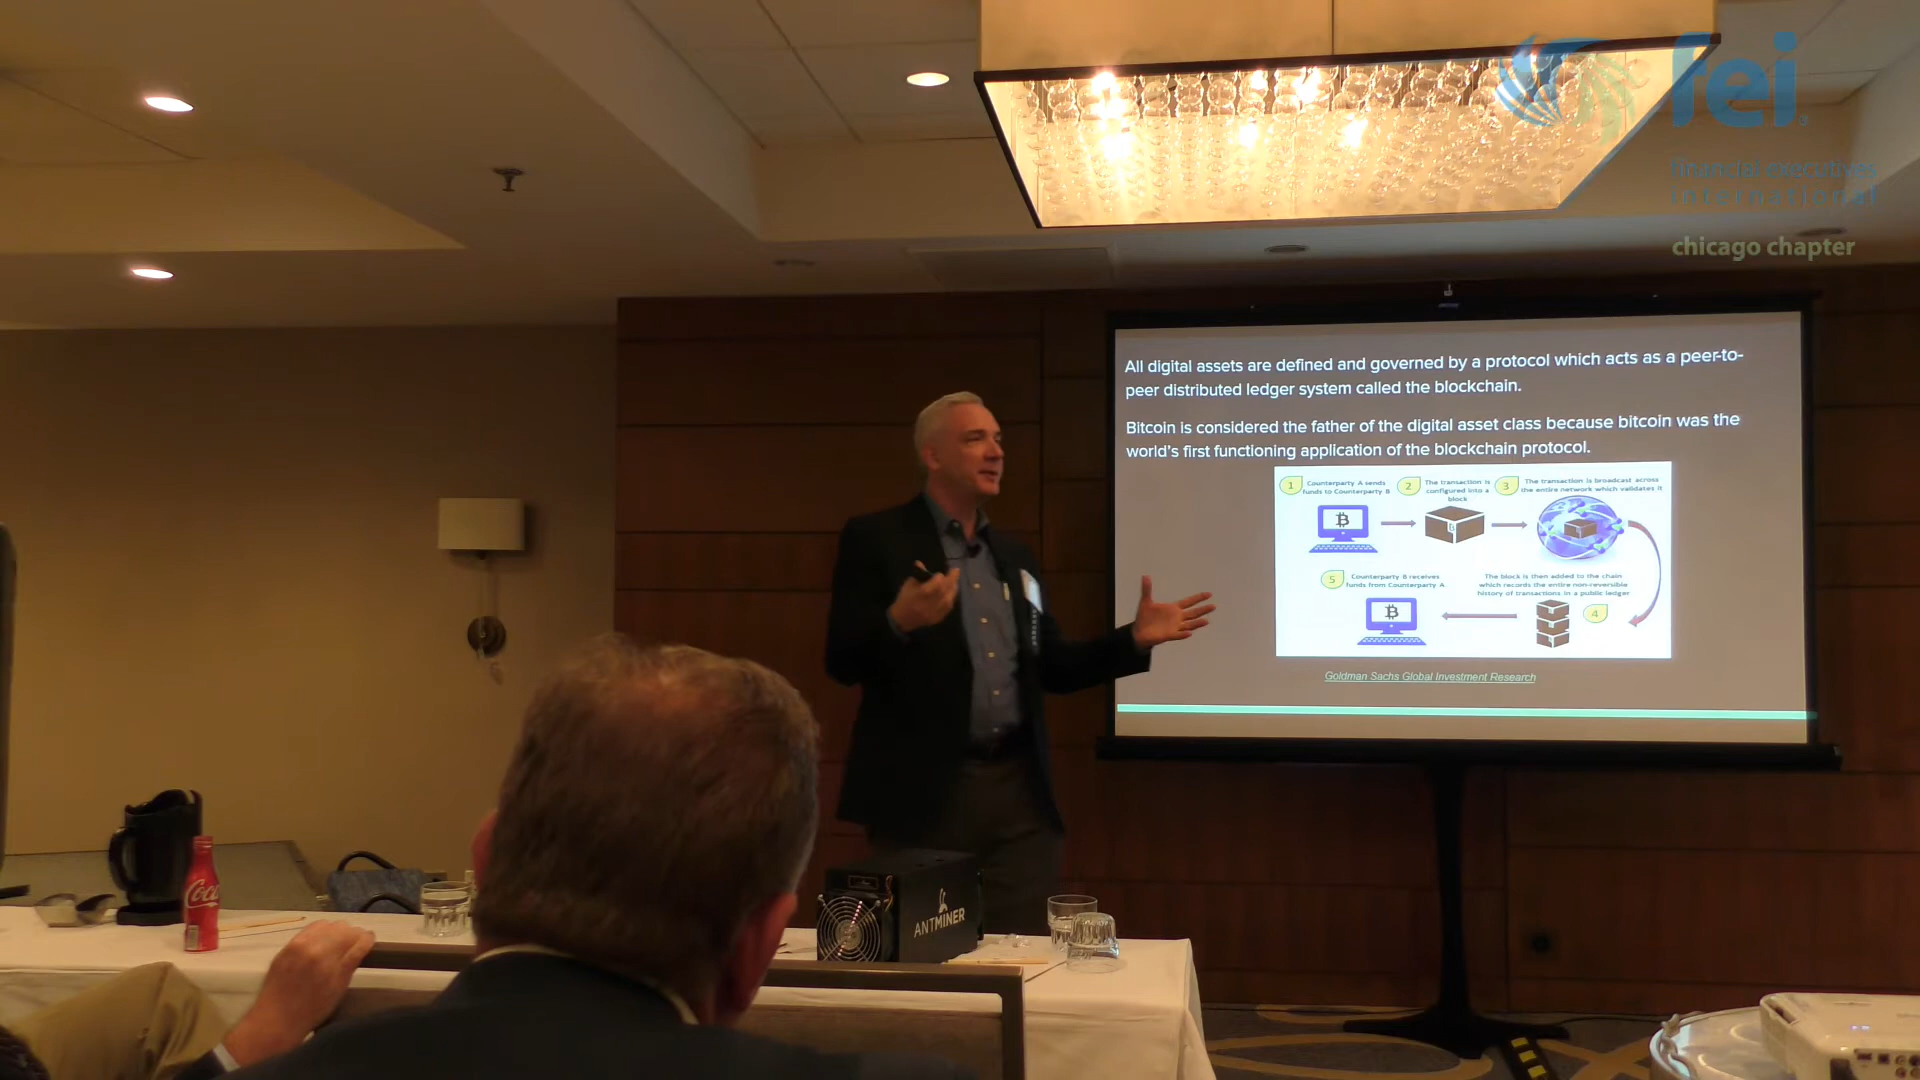 fei
financial executives
international
chicago chapter
All digital assets are defined and governed by a protocol which acts as a peer-to-
peer distributed ledger system called the blockchain.
Bitcoin is considered the father of the digital asset class because bitcoin was the
world's first functioning application of the blockchain protocol.
1
Counterparty A sends
funds to Counterparty B
2
The transaction is
configured into a
block
3
The transaction is broadcast across
the entire network which validates it
5
Counterparty B receives
funds from Counterparty A
The block is then added to the chain
which records the entire non-reversible
history of transactions in a public ledger
4
Goldman Sachs Global Investment Research
Coca
ANTMINER